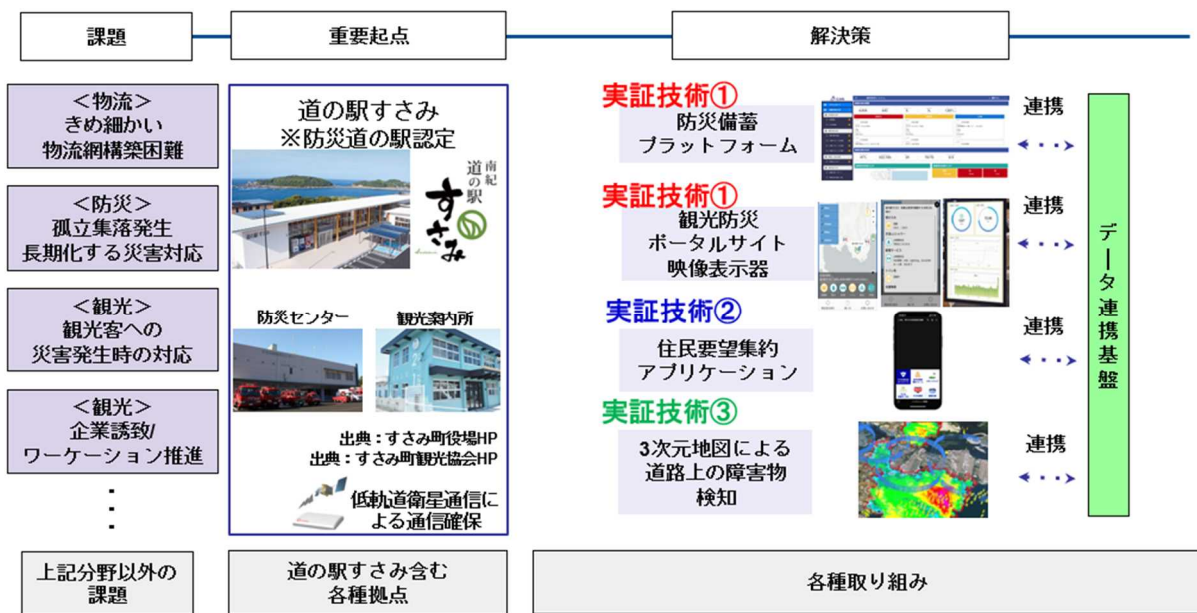 課題
重要起点
解決策
＜物流＞
きめ細かい
物流網構築困難
＜防災＞
孤立集落発生
長期化する災害対応
＜観光＞
観光客への
災害発生時の対応
＜観光＞
企業誘致/
ワーケーション推進
・
・
・
上記分野以外の
課題
道の駅すさみ
※防災道の駅認定
南紀
道の駅
すさみ
防災センター
観光案内所
出典：すさみ町役場HP
出典：すさみ町観光協会HP
低軌道衛星通信に
よる通信確保
道の駅すさみ含む
各種拠点
実証技術①
防災備蓄
プラットフォーム
連携
実証技術①
観光防災
ポータルサイト
映像表示器
連携
実証技術②
住民要望集約
アプリケーション
連携
実証技術③
3次元地図による
道路上の障害物
検知
連携
データ連携基盤
各種取り組み